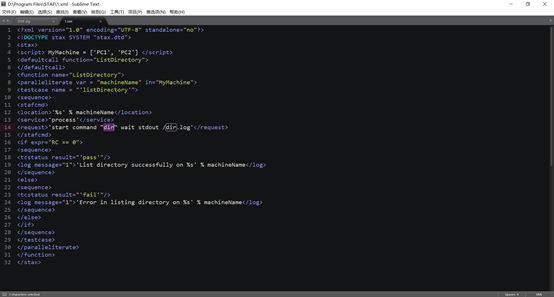 D:\Program Files\STAF\1.xml - Sublime Text
文件(F) 编辑(E) 选择(S) 查找(I) 查看(V) 转到(G) 工具(T) 项目(P) 首选项(N) 帮助(H)
1.xml
1 <?xml version="1.0" encoding="UTF-8" standalone="no"?>
2 <!DOCTYPE stax SYSTEM "stax.dtd">
3 <stax>
4 <script> MyMachine = ['PC1', 'PC2'] </script>
5 <defaultcall function="ListDirectory">
6 </defaultcall>
7 <function name="ListDirectory">
8 <paralleliterate var = "machineName" in="MyMachine">
9 <testcase name = "'listDirectory'">
10 <sequence>
11 <stafcmd>
12 <location>'%s' % machineName</location>
13 <service>'process'</service>
14 <request>'start command "dir" wait stdout /dir.log'</request>
15 </stafcmd>
16 <if expr="RC == 0">
17 <sequence>
18 <tcstatus result="'pass'"/>
19 <log message="1">'List directory successfully on %s' % machineName</log>
20 </sequence>
21 <else>
22 <sequence>
23 <tcstatus result="'fail'"/>
24 <log message="1">'Error in listing directory on %s' % machineName</log>
25 </sequence>
26 </else>
27 </if>
28 </sequence>
29 </testcase>
30 </paralleliterate>
31 </function>
32 </stax>